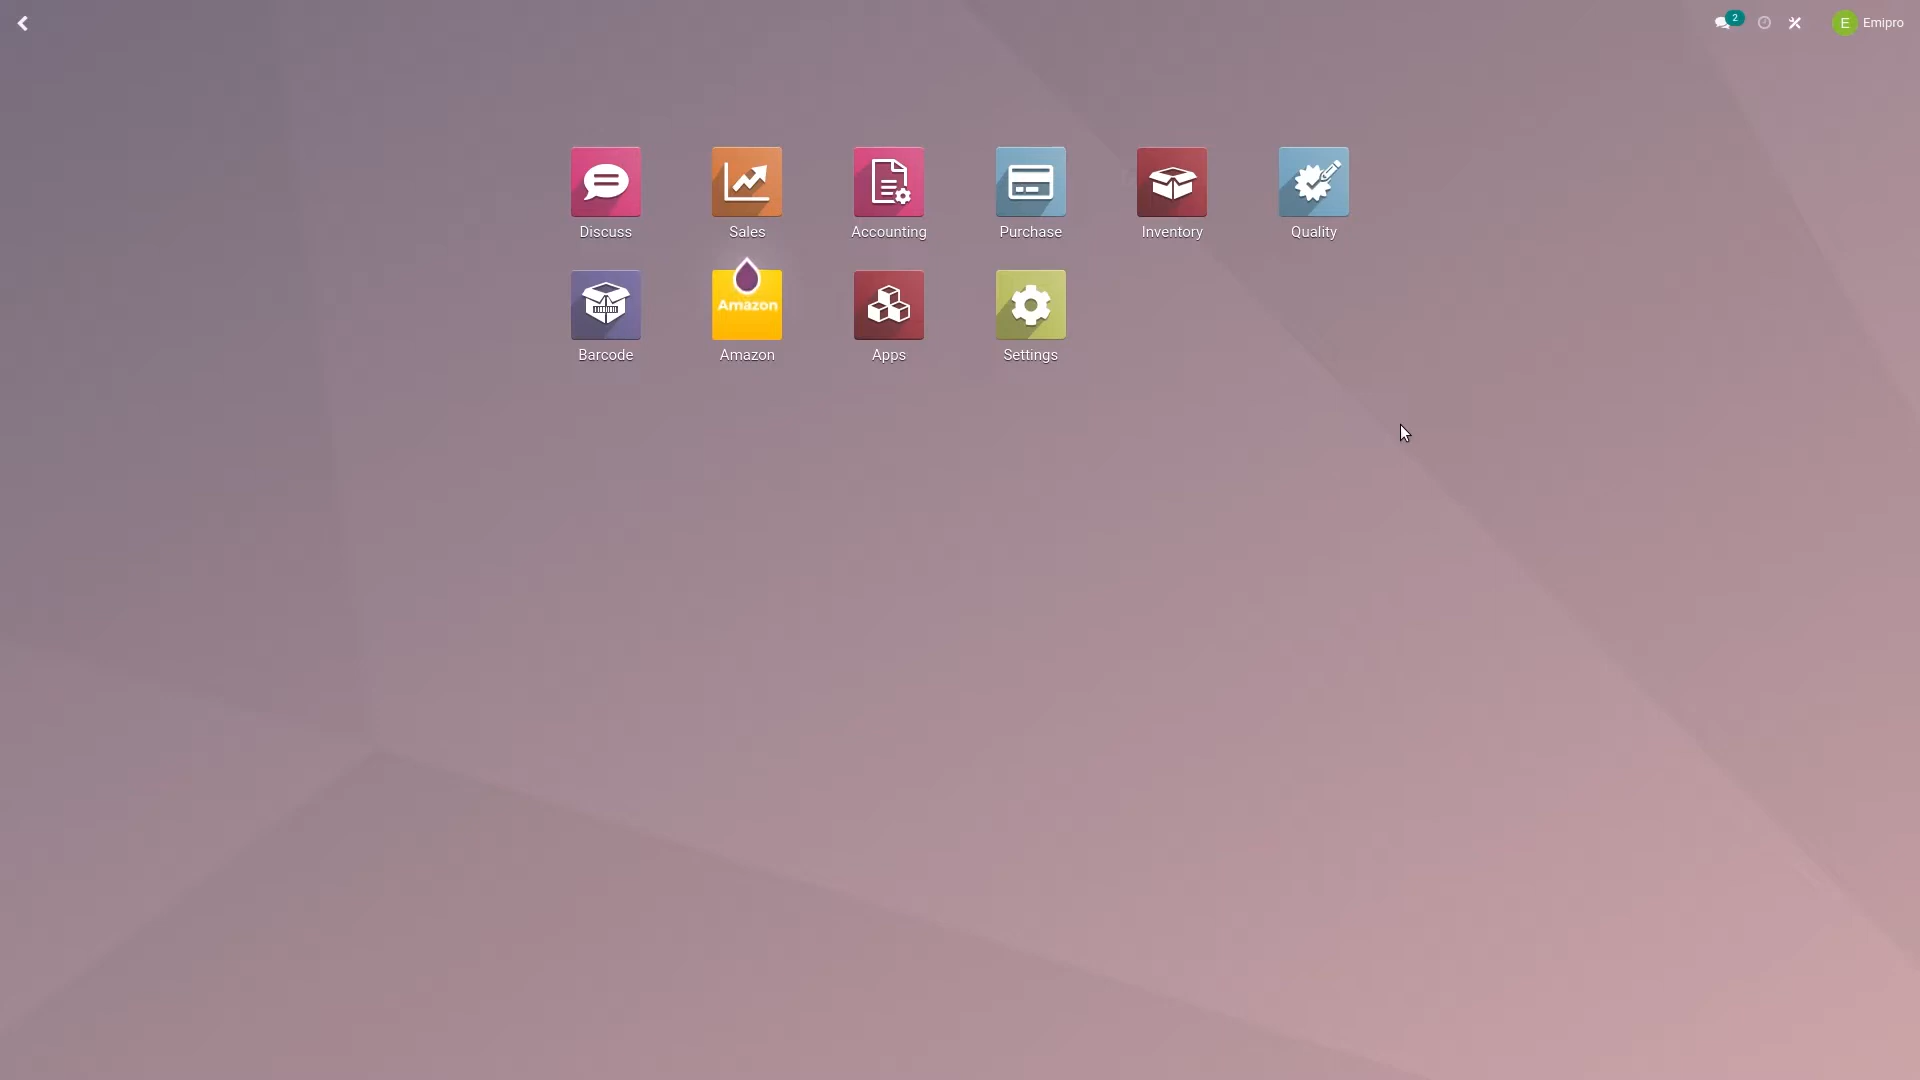 2
E Emipro
Discuss Sales Accounting Purchase Inventory Quality
Amazon
Barcode Amazon Apps Settings